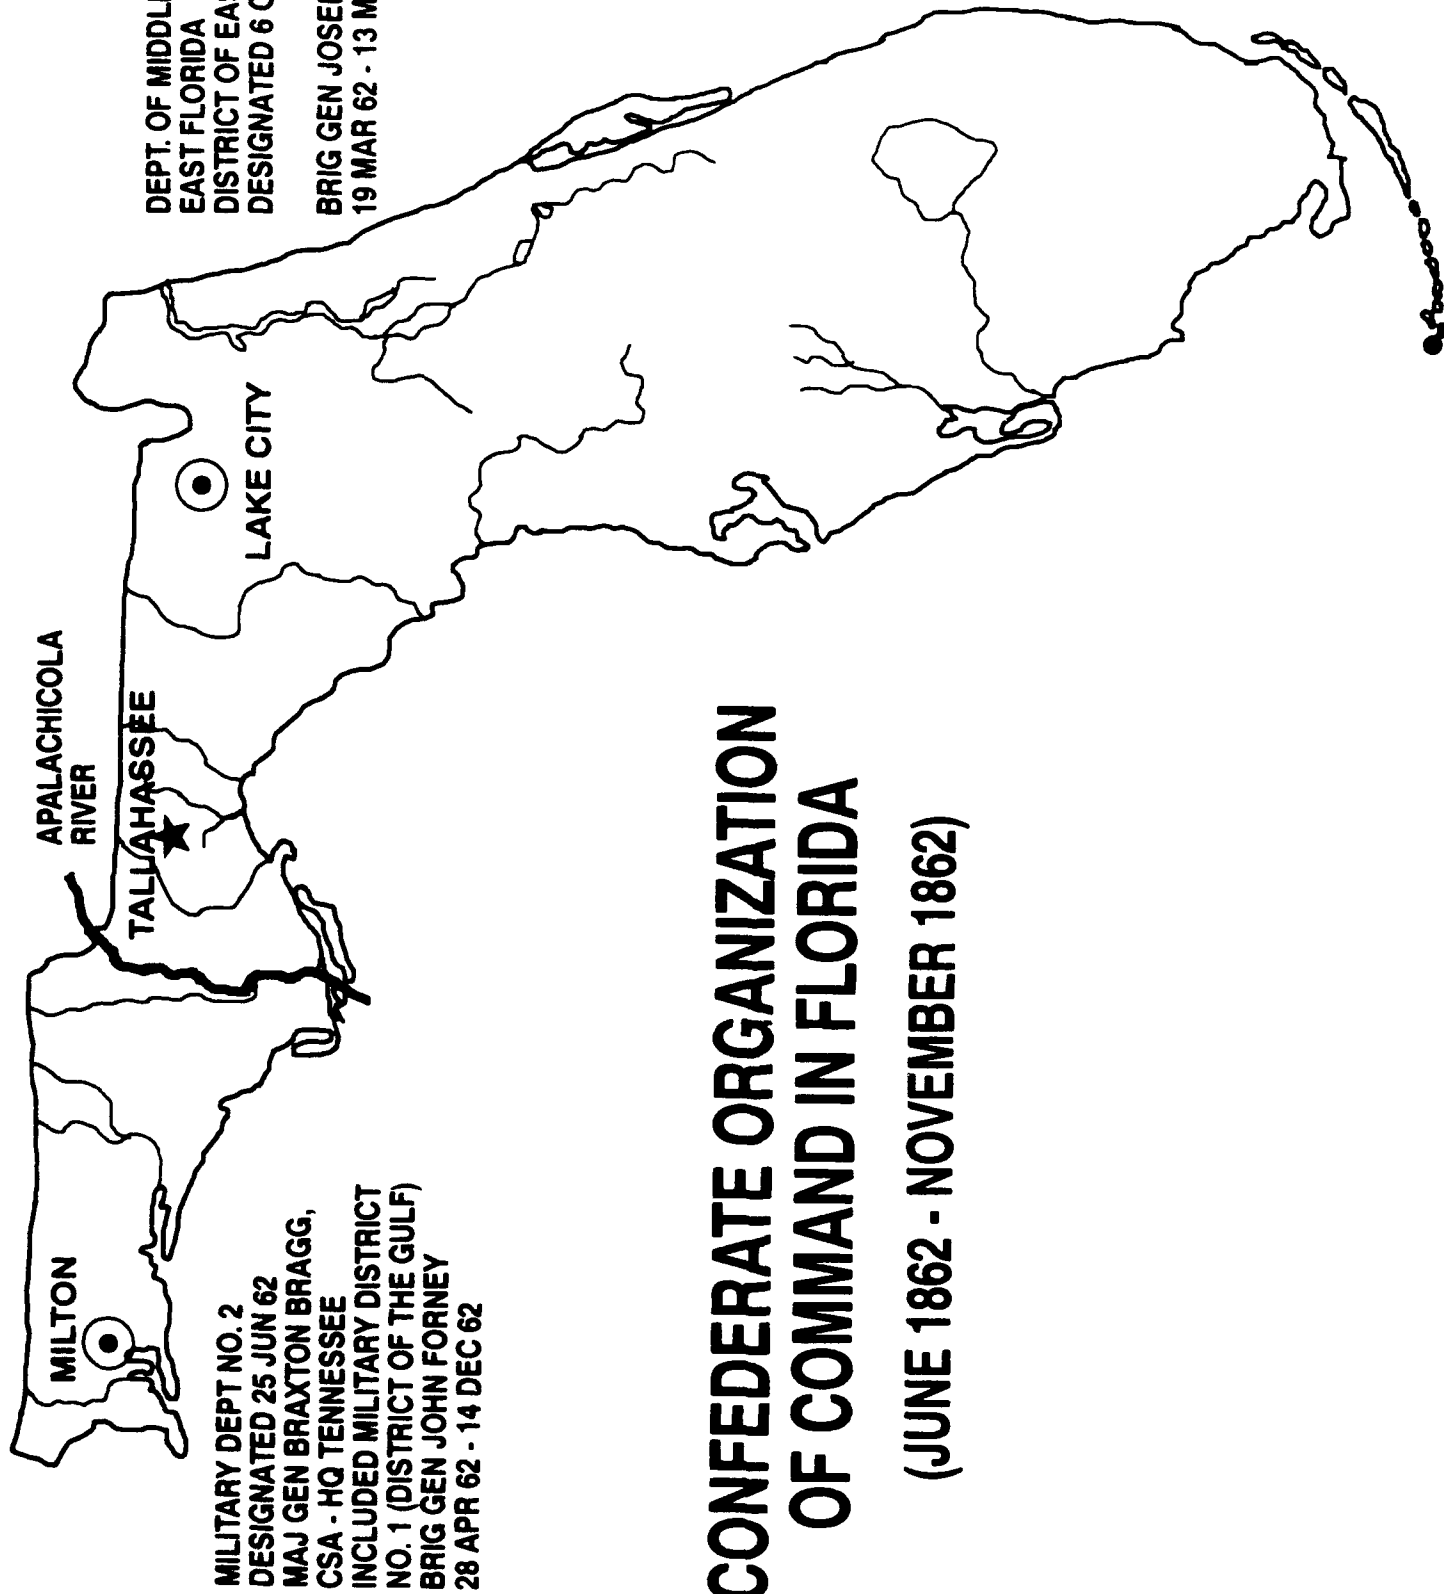 APALACHICOLA
RIVER
MILTON
TALLAHASSEE
LAKE CITY
DEPT. OF MIDDL
EAST FLORIDA
DISTRICT OF EAS
DESIGNATED 6
BRIG GEN JOSE
19 MAR 62 - 13 M
MILITARY DEPT NO. 2
DESIGNATED 25 JUN 62
MAJ GEN BRAXTON BRAGG,
CSA - HQ TENNESSEE
INCLUDED MILITARY DISTRICT
NO. 1 (DISTRICT OF THE GULF)
BRIG GEN JOHN FORNEY
28 APR 62 - 14 DEC 62
CONFEDERATE ORGANIZATION
OF COMMAND IN FLORIDA
(JUNE 1862 - NOVEMBER 1862)